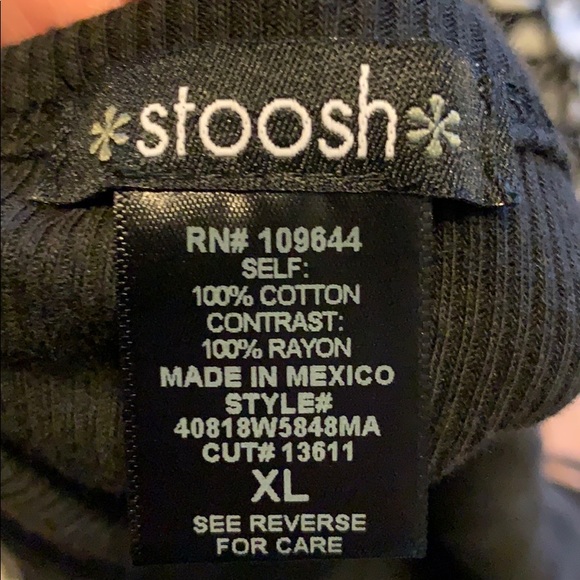 *stoosh*
RN# 109644
SELF:
100% COTTON
CONTRAST:
100% RAYON
MADE IN MEXICO
STYLE#
40818W5848MA
CUT# 13611
XL
SEE REVERSE
FOR CARE